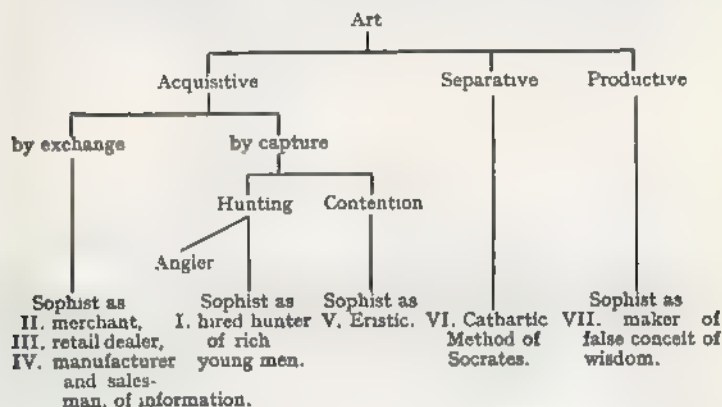 Art
Acquisitive Separative Productive
by exchange by capture
Hunting Contention
Angler
Sophist as Sophist as Sophist as Sophist as
II. merchant, I. hired hunter V. Eristic. VI. Cathartic VII. maker of
III. retail dealer, of rich Method of false conceit of
IV. manufacturer young men. Socrates. wisdom.
and sales-
man, of information.